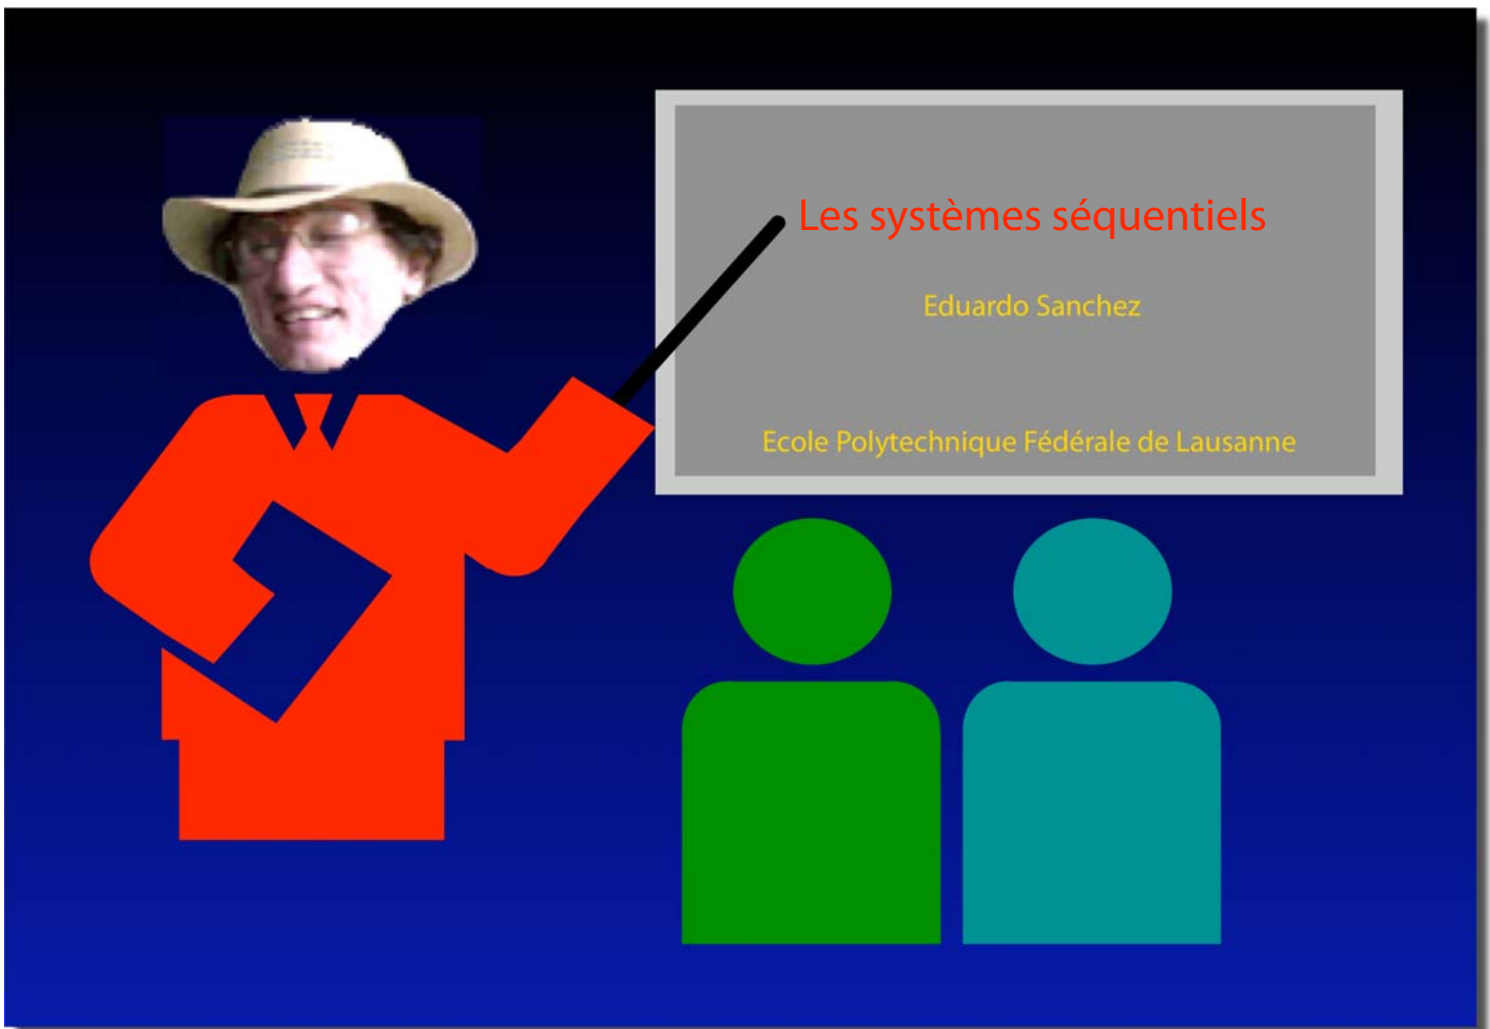 Les systèmes séquentiels
Eduardo Sanchez
Ecole Polytechnique Fédérale de Lausanne